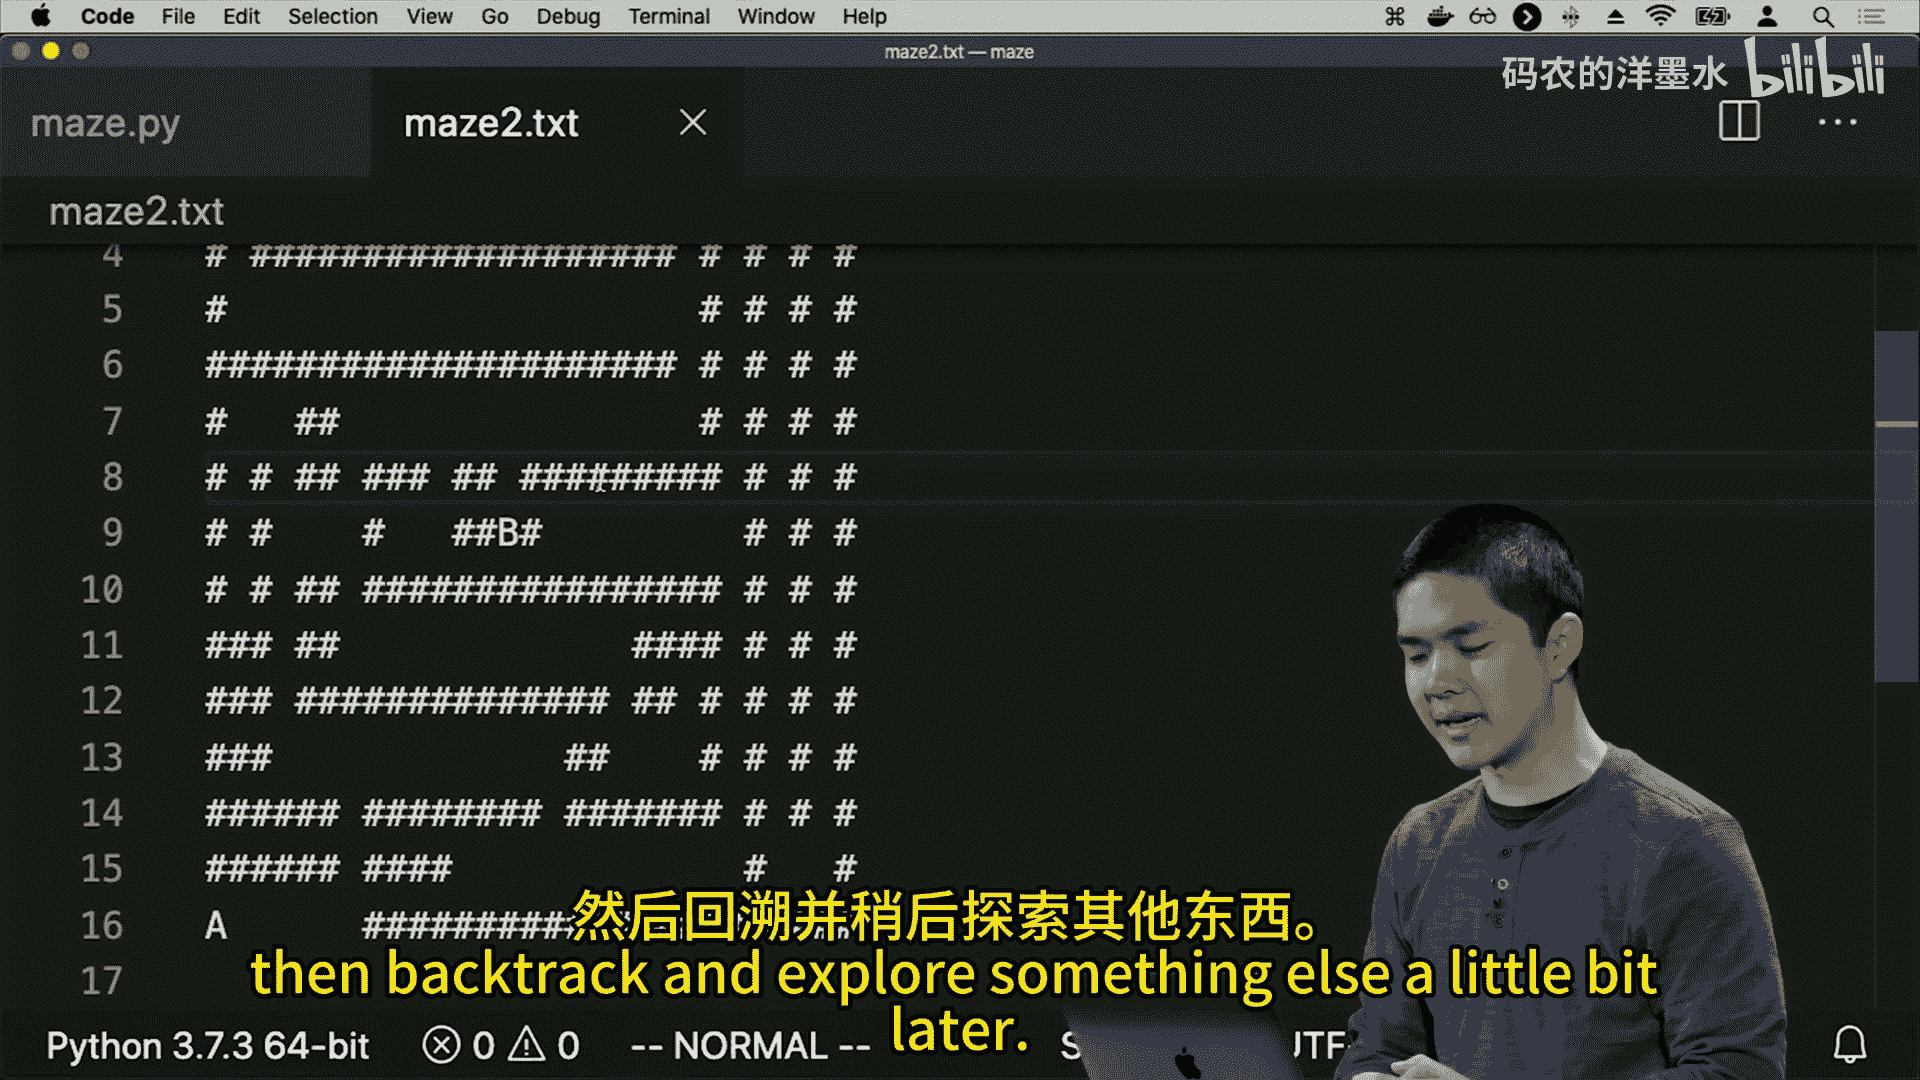 Code File Edit Selection View Go Debug Terminal Window Help
maze2.txt — maze
码农的洋墨水 bilibili
maze.py maze2.txt
maze2.txt
4 # ################### # # # #
5 #                     # # # #
6 ##################### # # # #
7 #   ##                # # # #
8 # # ## ### ## ######### # # #
9 # #    #   ##B#         # # #
10 # # ## ################ # # #
11 ### ##             #### # # #
12 ### ############## ## # # # #
13 ###             ##    # # # #
14 ###### ######## ####### # # #
15 ###### ####             #   #
16 A      #########
17
然后回溯并稍后探索其他东西。
then backtrack and explore something else a little bit
later.
Python 3.7.3 64-bit 0 0 -- NORMAL --